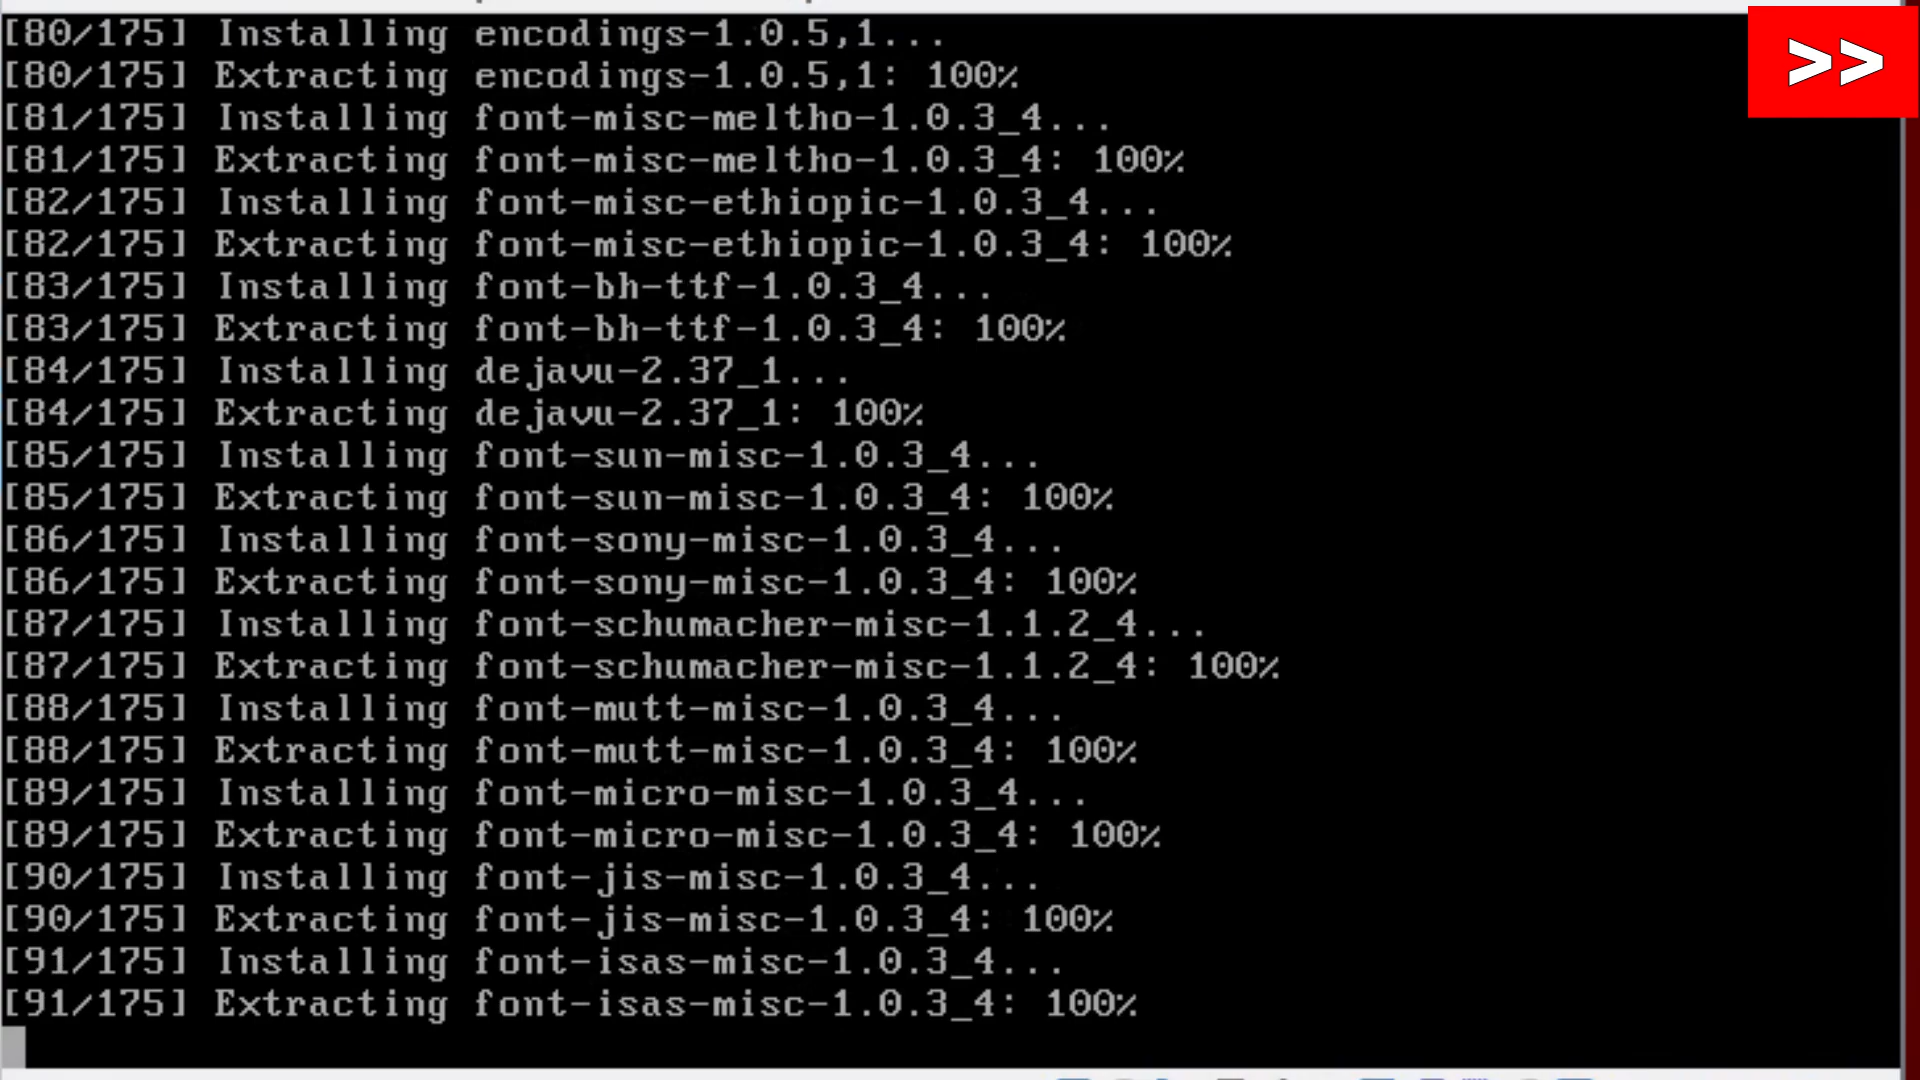 [80/175] Installing encodings-1.0.5,1...
>>
[80/175] Extracting encodings-1.0.5,1: 100%
[81/175] Installing font-misc-meltho-1.0.3_4...
[81/175] Extracting font-misc-meltho-1.0.3_4: 100%
[82/175] Installing font-misc-ethiopic-1.0.3_4...
[82/175] Extracting font-misc-ethiopic-1.0.3_4: 100%
[83/175] Installing font-bh-ttf-1.0.3_4...
[83/175] Extracting font-bh-ttf-1.0.3_4: 100%
[84/175] Installing dejavu-2.37_1...
[84/175] Extracting dejavu-2.37_1: 100%
[85/175] Installing font-sun-misc-1.0.3_4...
[85/175] Extracting font-sun-misc-1.0.3_4: 100%
[86/175] Installing font-sony-misc-1.0.3_4...
[86/175] Extracting font-sony-misc-1.0.3_4: 100%
[87/175] Installing font-schumacher-misc-1.1.2_4...
[87/175] Extracting font-schumacher-misc-1.1.2_4: 100%
[88/175] Installing font-mutt-misc-1.0.3_4...
[88/175] Extracting font-mutt-misc-1.0.3_4: 100%
[89/175] Installing font-micro-misc-1.0.3_4...
[89/175] Extracting font-micro-misc-1.0.3_4: 100%
[90/175] Installing font-jis-misc-1.0.3_4...
[90/175] Extracting font-jis-misc-1.0.3_4: 100%
[91/175] Installing font-isas-misc-1.0.3_4...
[91/175] Extracting font-isas-misc-1.0.3_4: 100%